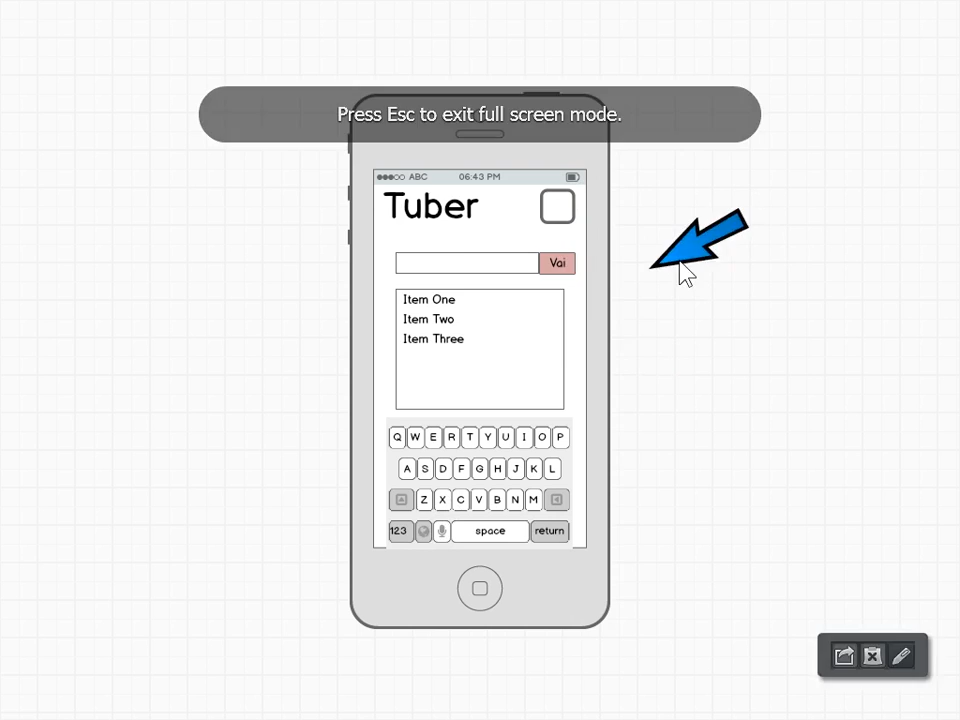 Press Esc to exit full screen mode.
ABC 06:43 PM
Tuber
Vai
Item One
Item Two
Item Three
Q W E R T Y U I O P
A S D F G H J K L
Z X C V B N M
123 space return